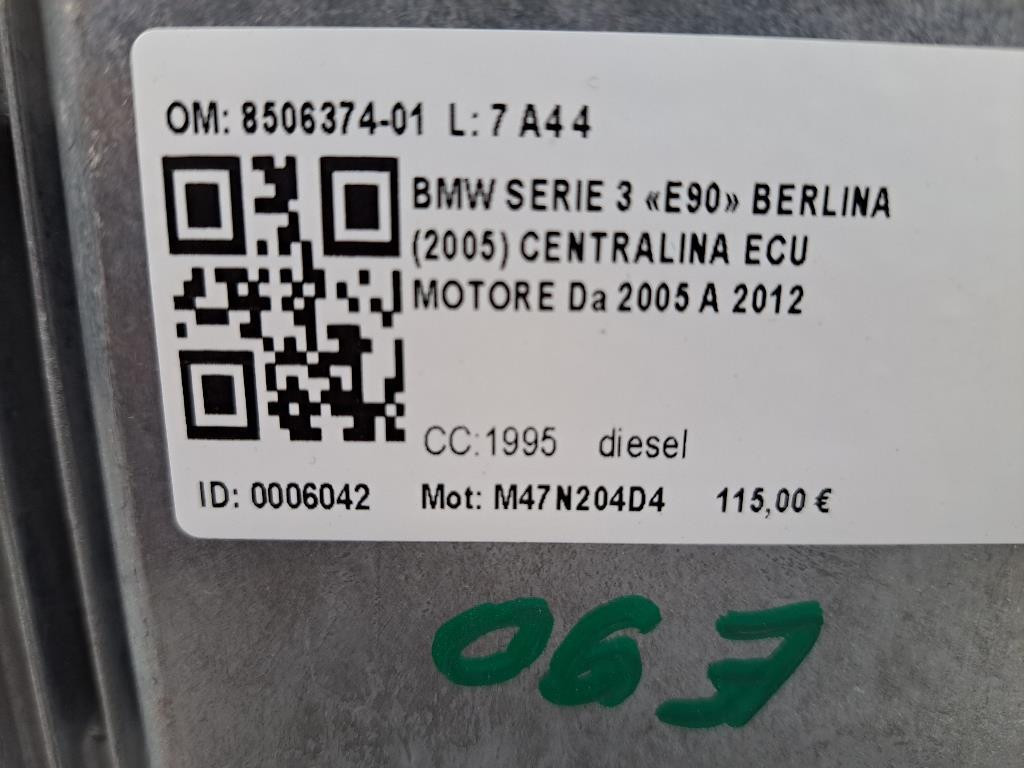 OM: 8506374-01 L: 7 A44
BMW SERIE 3 «E90» BERLINA
(2005) CENTRALINA ECU
MOTORE Da 2005 A 2012
CC:1995 diesel
ID: 0006042 Mot: M47N204D4 115,00 €
E90